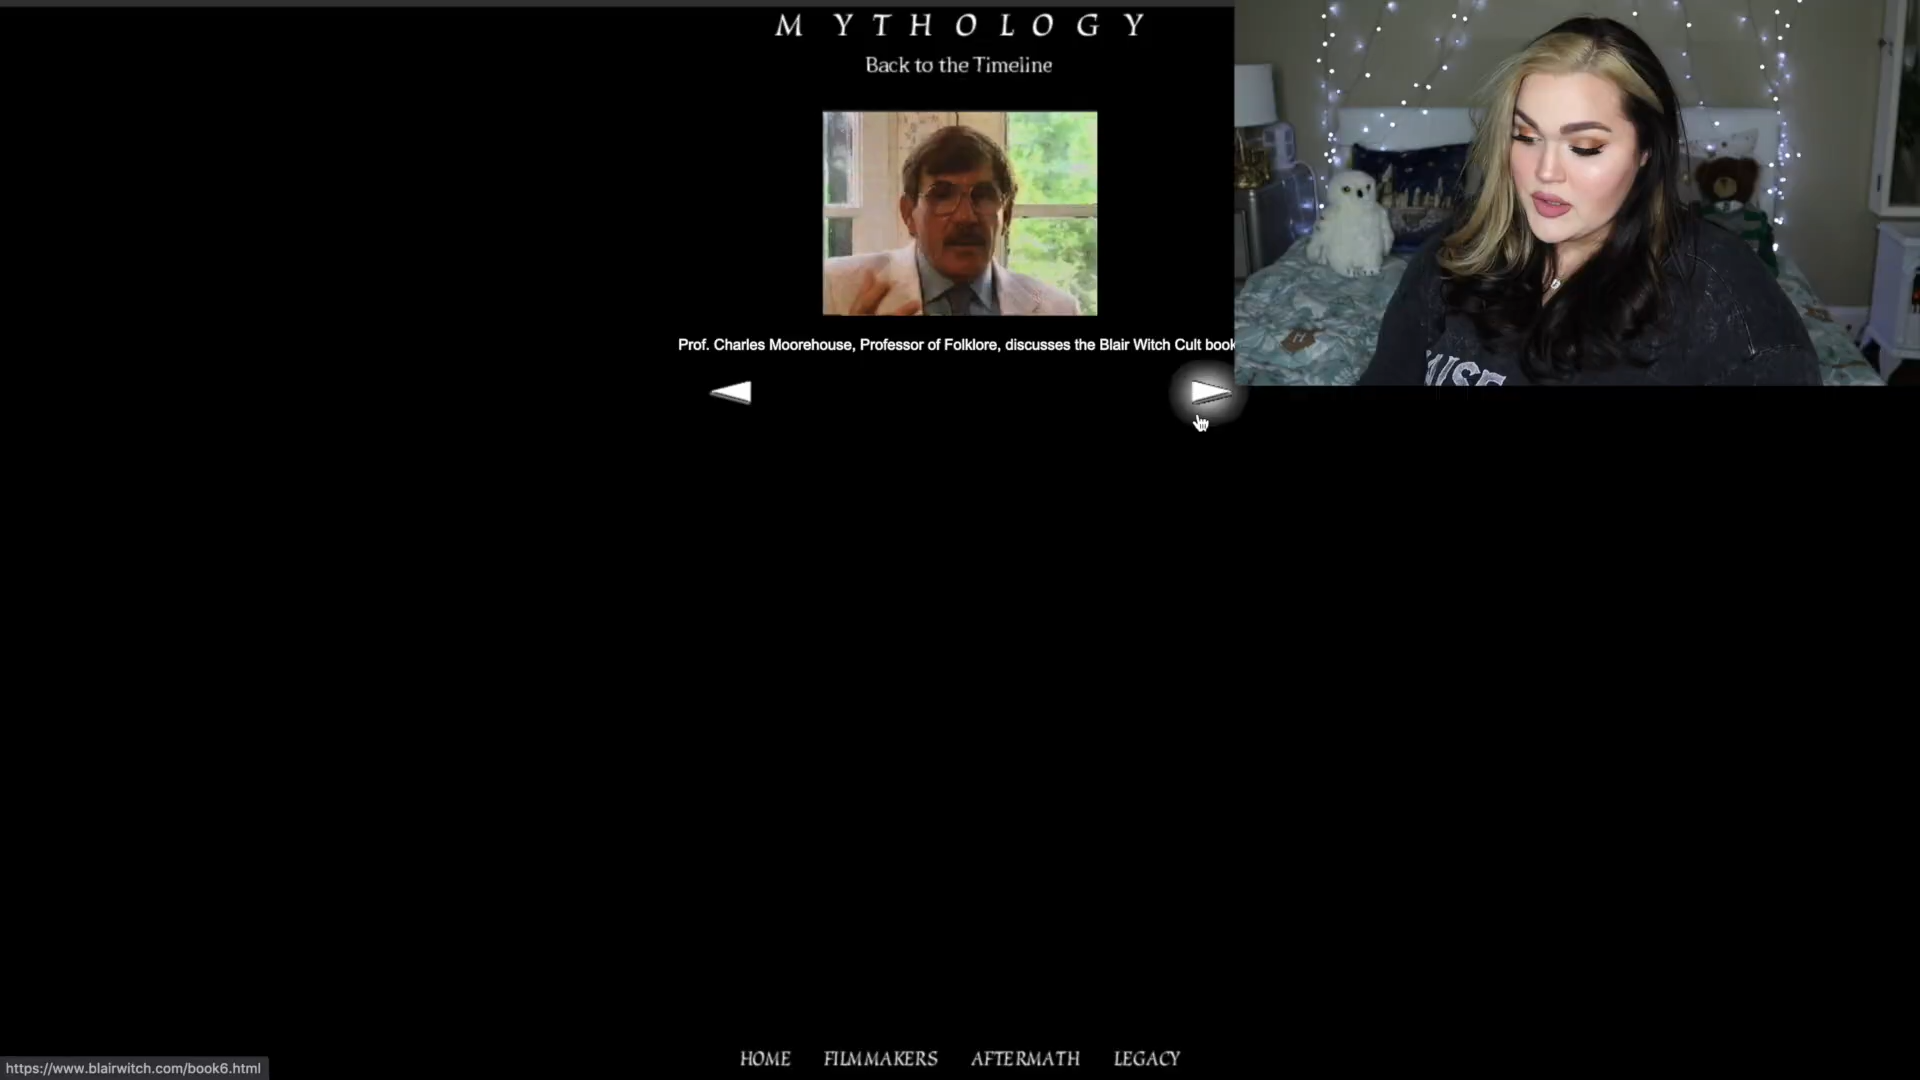 MYTHOLOGY
Back to the Timeline
Prof. Charles Moorehouse, Professor of Folklore, discusses the Blair Witch Cult book
HOME FILMMAKERS AFTERMATH LEGACY
https://www.blairwitch.com/book6.html